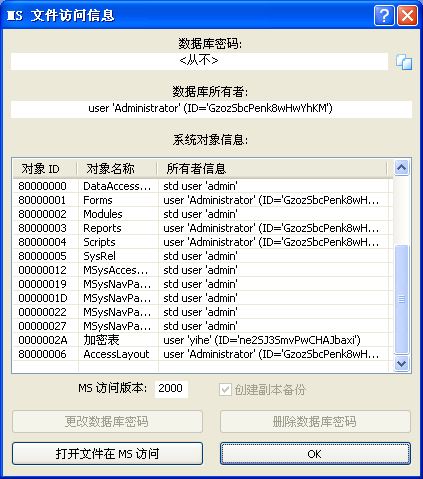 MS 文件访问信息
数据库密码:
<从不>
数据库所有者:
user 'Administrator' (ID='GzozSbcPenk8wHwYhKM')
系统对象信息:
对象 ID 对象名称 所有者信息
80000000 DataAccess... std user 'admin'
80000001 Forms user 'Administrator' (ID='GzozSbcPenk8wH...
80000002 Modules std user 'admin'
80000003 Reports user 'Administrator' (ID='GzozSbcPenk8wH...
80000004 Scripts user 'Administrator' (ID='GzozSbcPenk8wH...
80000005 SysRel std user 'admin'
00000012 MSysAcces... std user 'admin'
00000019 MSysNavPa... std user 'admin'
0000001D MSysNavPa... std user 'admin'
00000022 MSysNavPa... std user 'admin'
00000027 MSysNavPa... std user 'admin'
0000002A 加密表 user 'yihe' (ID='ne2SJ3SmvPwCHAJbaxi')
80000006 AccessLayout user 'Administrator' (ID='GzozSbcPenk8wH...
MS 访问版本: 2000 创建副本备份
更改数据库密码 删除数据库密码
打开文件在 MS 访问 OK